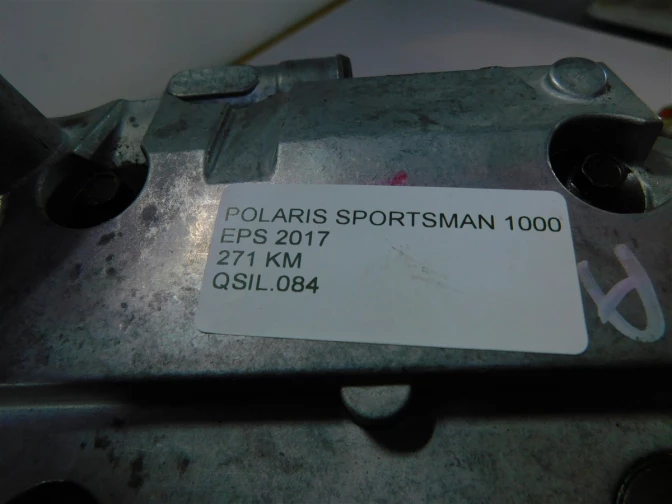 POLARIS SPORTSMAN 1000
EPS 2017
271 KM
QSIL.084